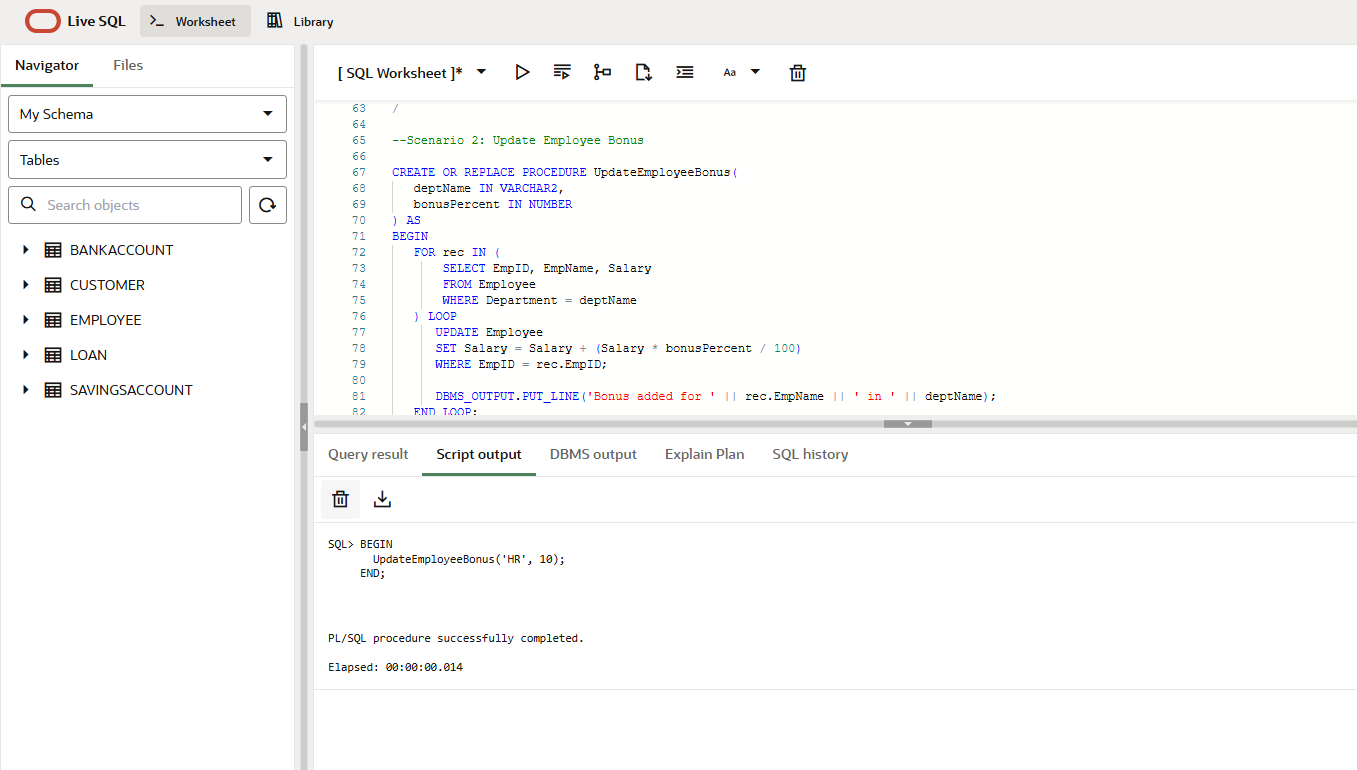 Live SQL
Worksheet
Library
Navigator
Files
My Schema
Tables
Search objects
BANKACCOUNT
CUSTOMER
EMPLOYEE
LOAN
SAVINGSACCOUNT
[ SQL Worksheet ]*
Aa
63 /
64
65 --Scenario 2: Update Employee Bonus
66
67 CREATE OR REPLACE PROCEDURE UpdateEmployeeBonus(
68    deptName IN VARCHAR2,
69    bonusPercent IN NUMBER
70 ) AS
71 BEGIN
72    FOR rec IN (
73        SELECT EmpID, EmpName, Salary
74        FROM Employee
75        WHERE Department = deptName
76    ) LOOP
77       UPDATE Employee
78       SET Salary = Salary + (Salary * bonusPercent / 100)
79       WHERE EmpID = rec.EmpID;
80
81       DBMS_OUTPUT.PUT_LINE('Bonus added for ' || rec.EmpName || ' in ' || deptName);
82    END LOOP;
Query result
Script output
DBMS output
Explain Plan
SQL history
SQL> BEGIN
       UpdateEmployeeBonus('HR', 10);
     END;
PL/SQL procedure successfully completed.
Elapsed: 00:00:00.014